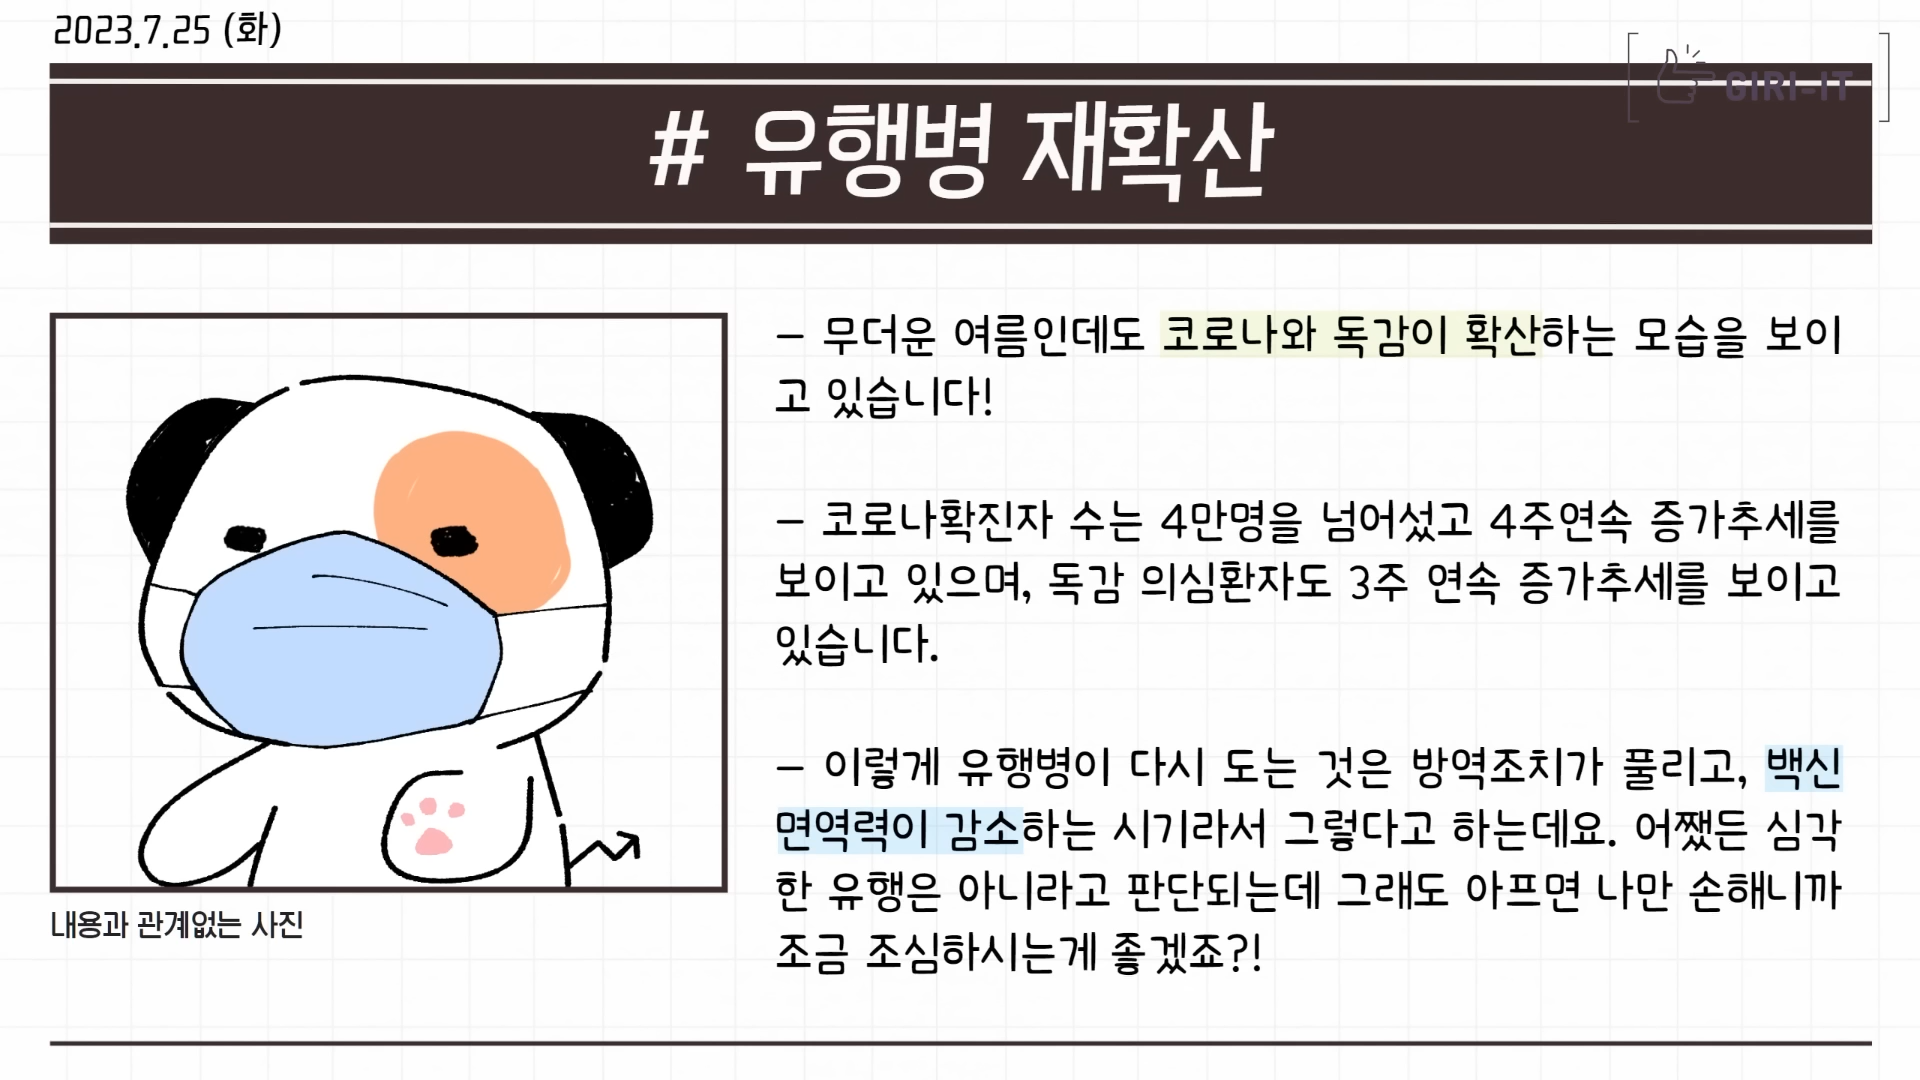 2023.7.25 (화)
GIRI-IT
# 유행병 재확산
- 무더운 여름인데도 코로나와 독감이 확산하는 모습을 보이
고 있습니다!
- 코로나확진자 수는 4만명을 넘어섰고 4주연속 증가추세를
보이고 있으며, 독감 의심환자도 3주 연속 증가추세를 보이고
있습니다.
- 이렇게 유행병이 다시 도는 것은 방역조치가 풀리고, 백신
면역력이 감소하는 시기라서 그렇다고 하는데요. 어쨌든 심각
한 유행은 아니라고 판단되는데 그래도 아프면 나만 손해니까
조금 조심하시는게 좋겠죠?!
내용과 관계없는 사진